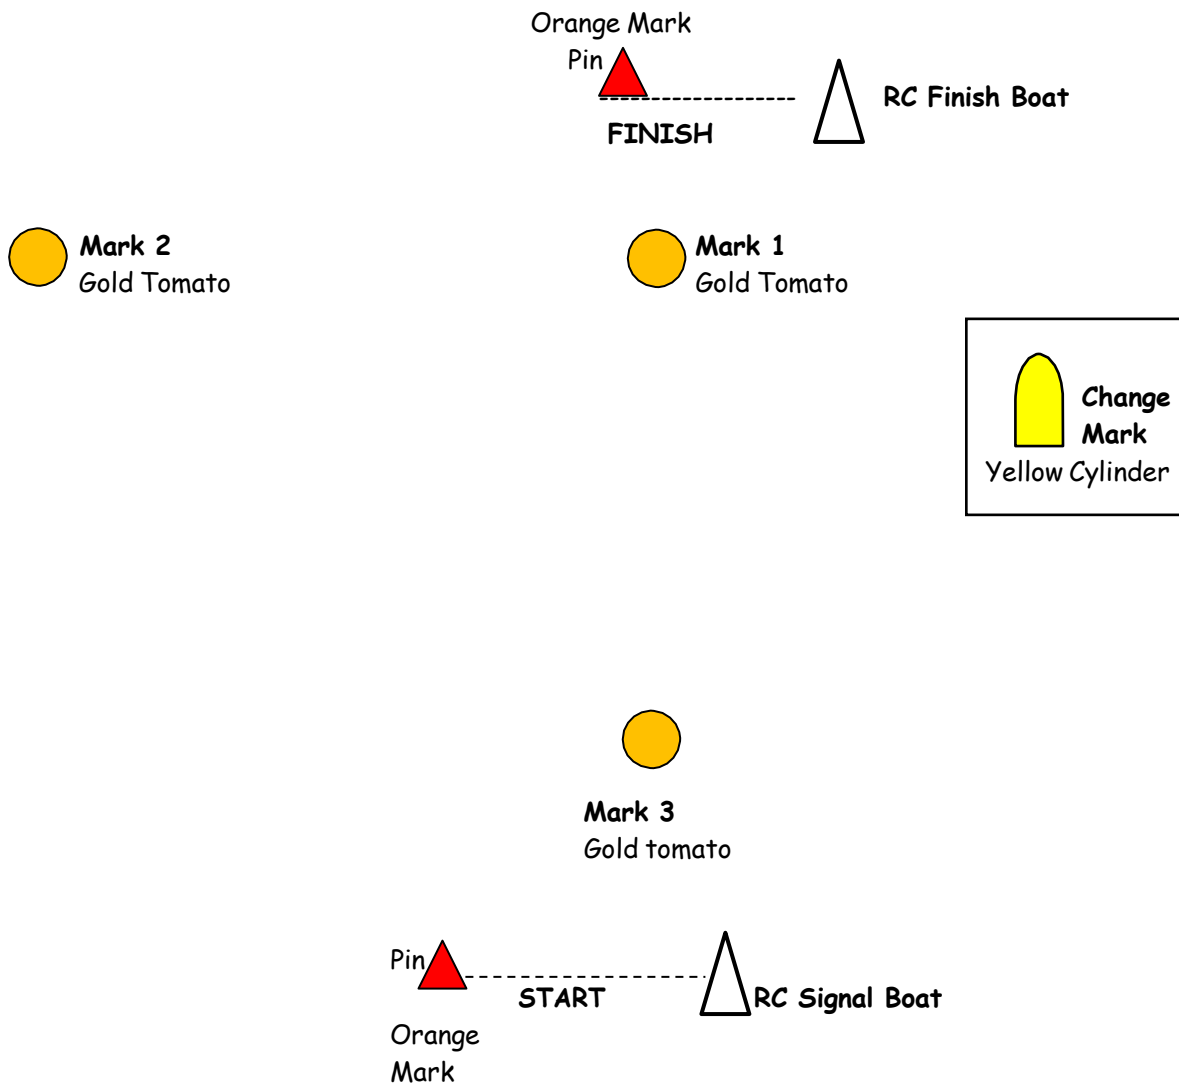 Orange Mark
Pin
RC Finish Boat
FINISH
Mark 2
Gold Tomato
Mark 1
Gold Tomato
Change
Mark
Yellow Cylinder
Mark 3
Gold tomato
Pin
START
RC Signal Boat
Orange
Mark